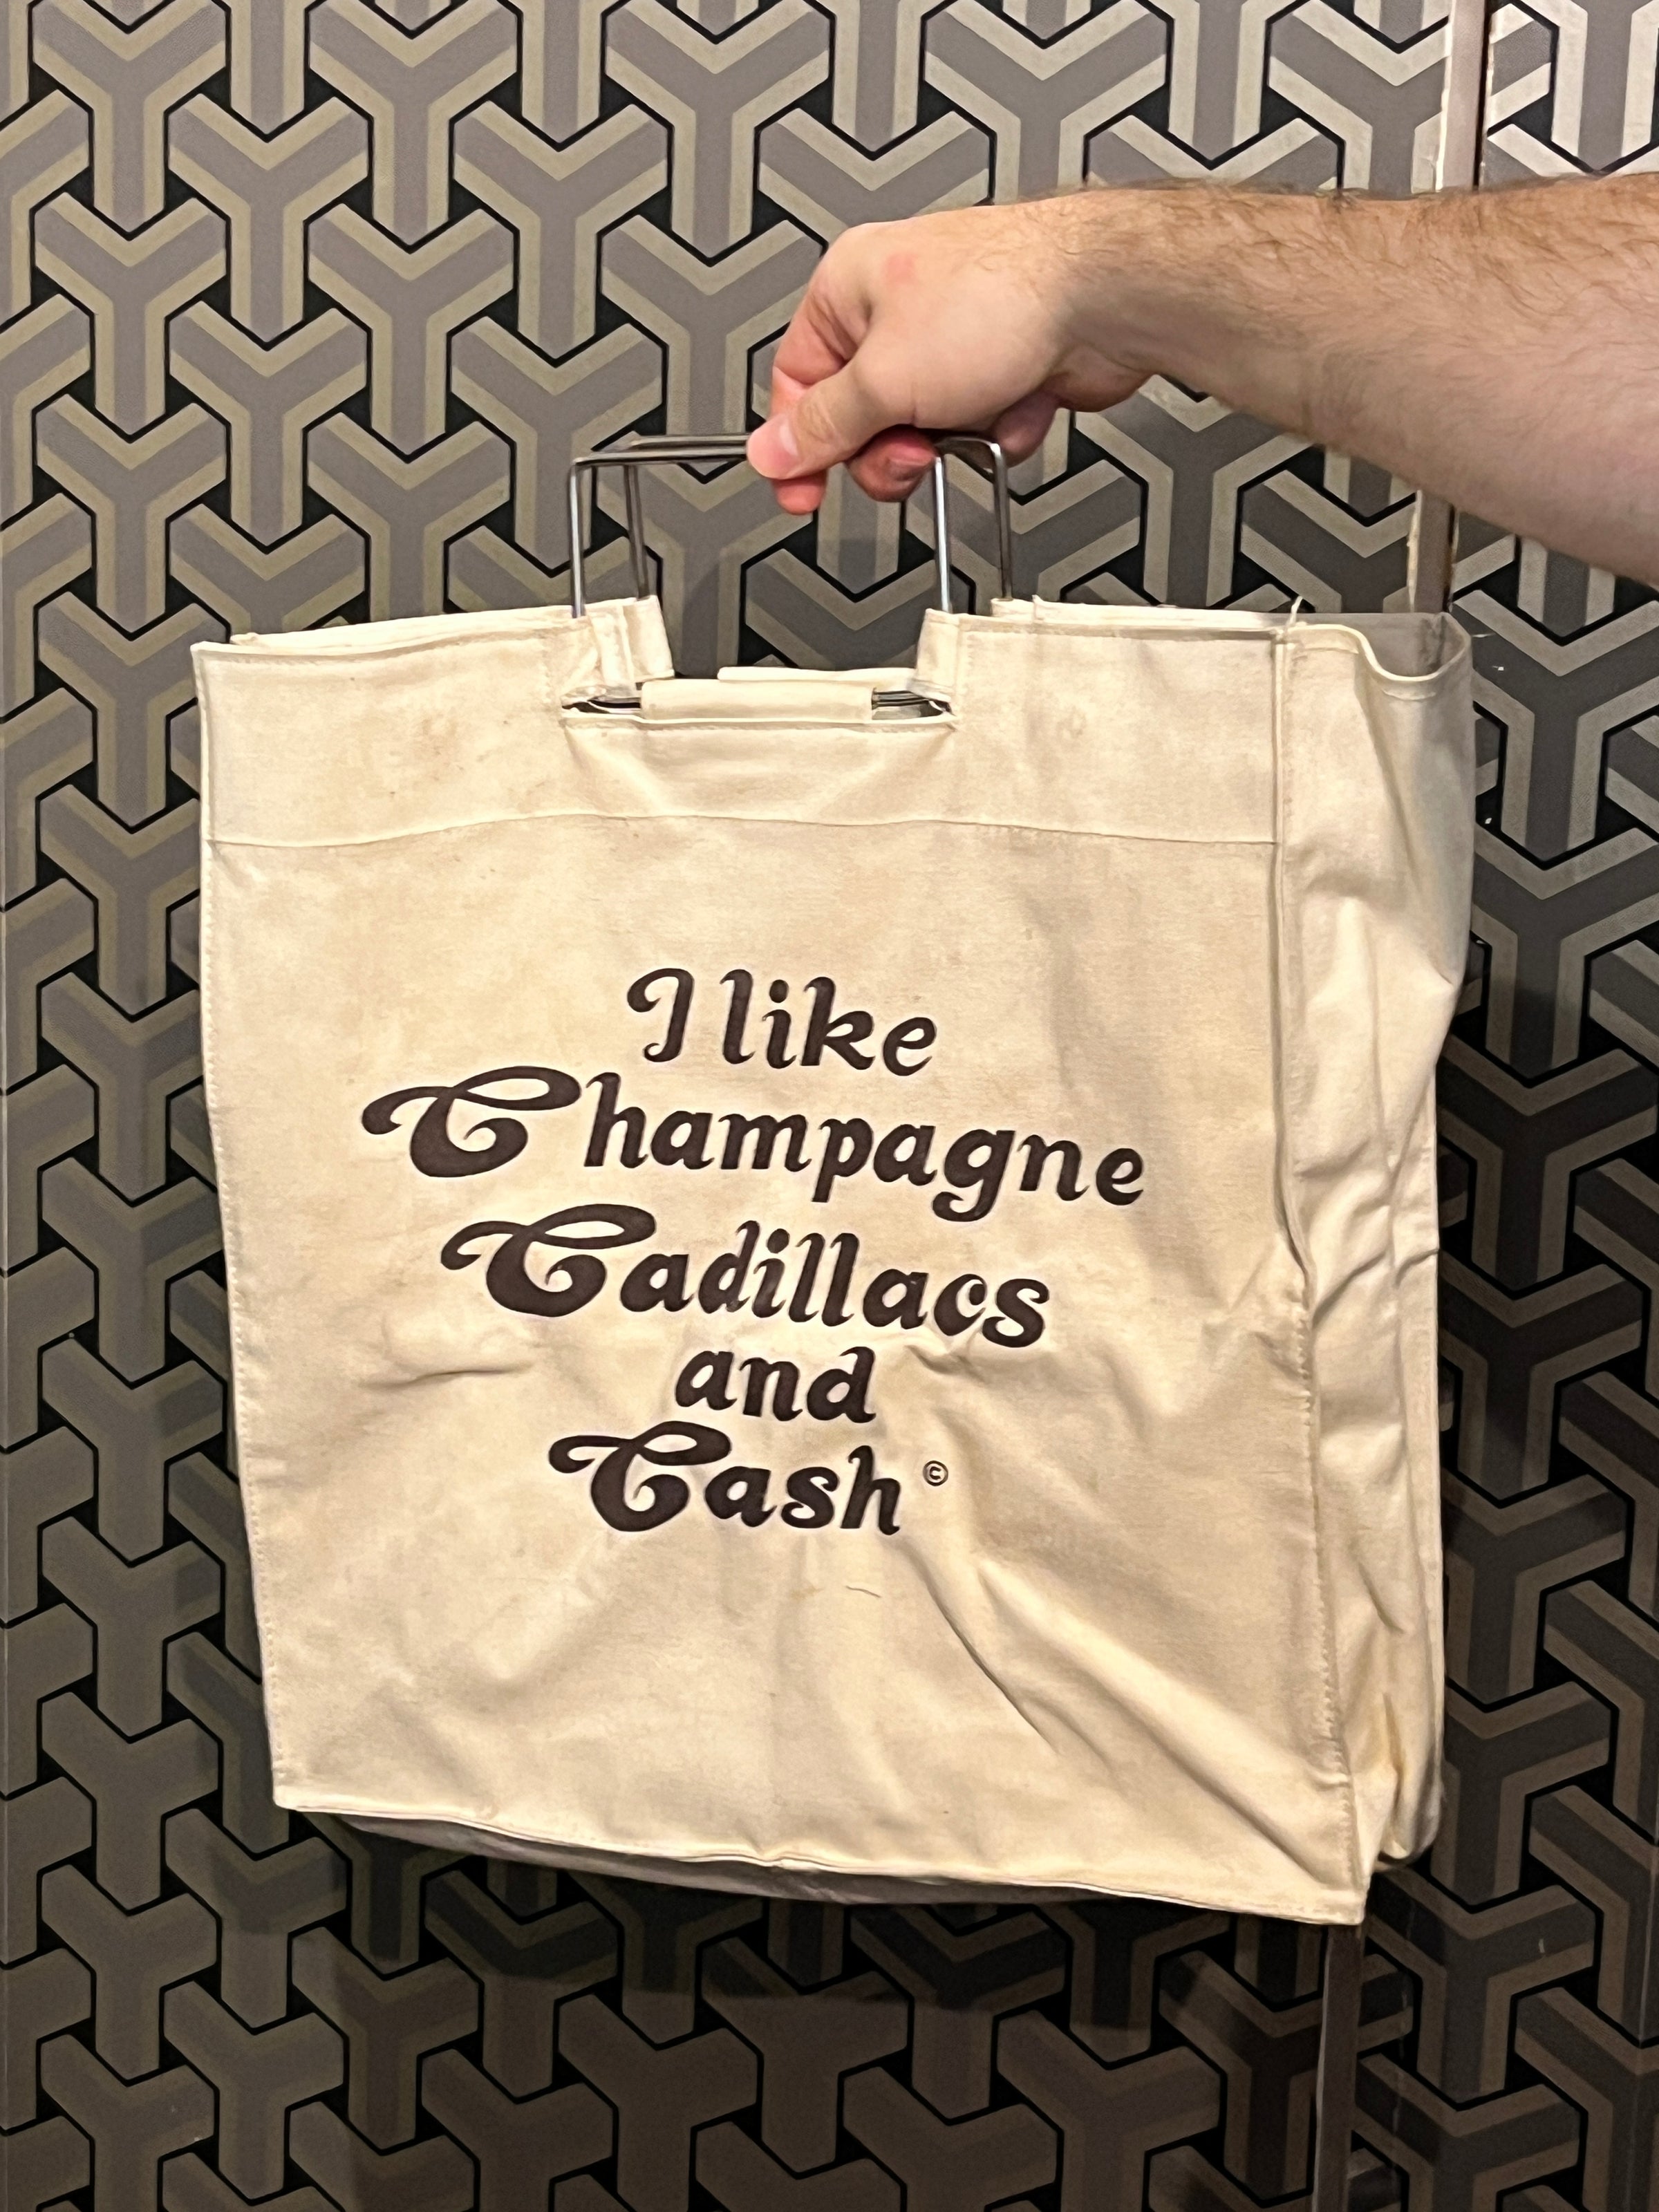 I like
Champagne
Cadillacs
and
Cash ©